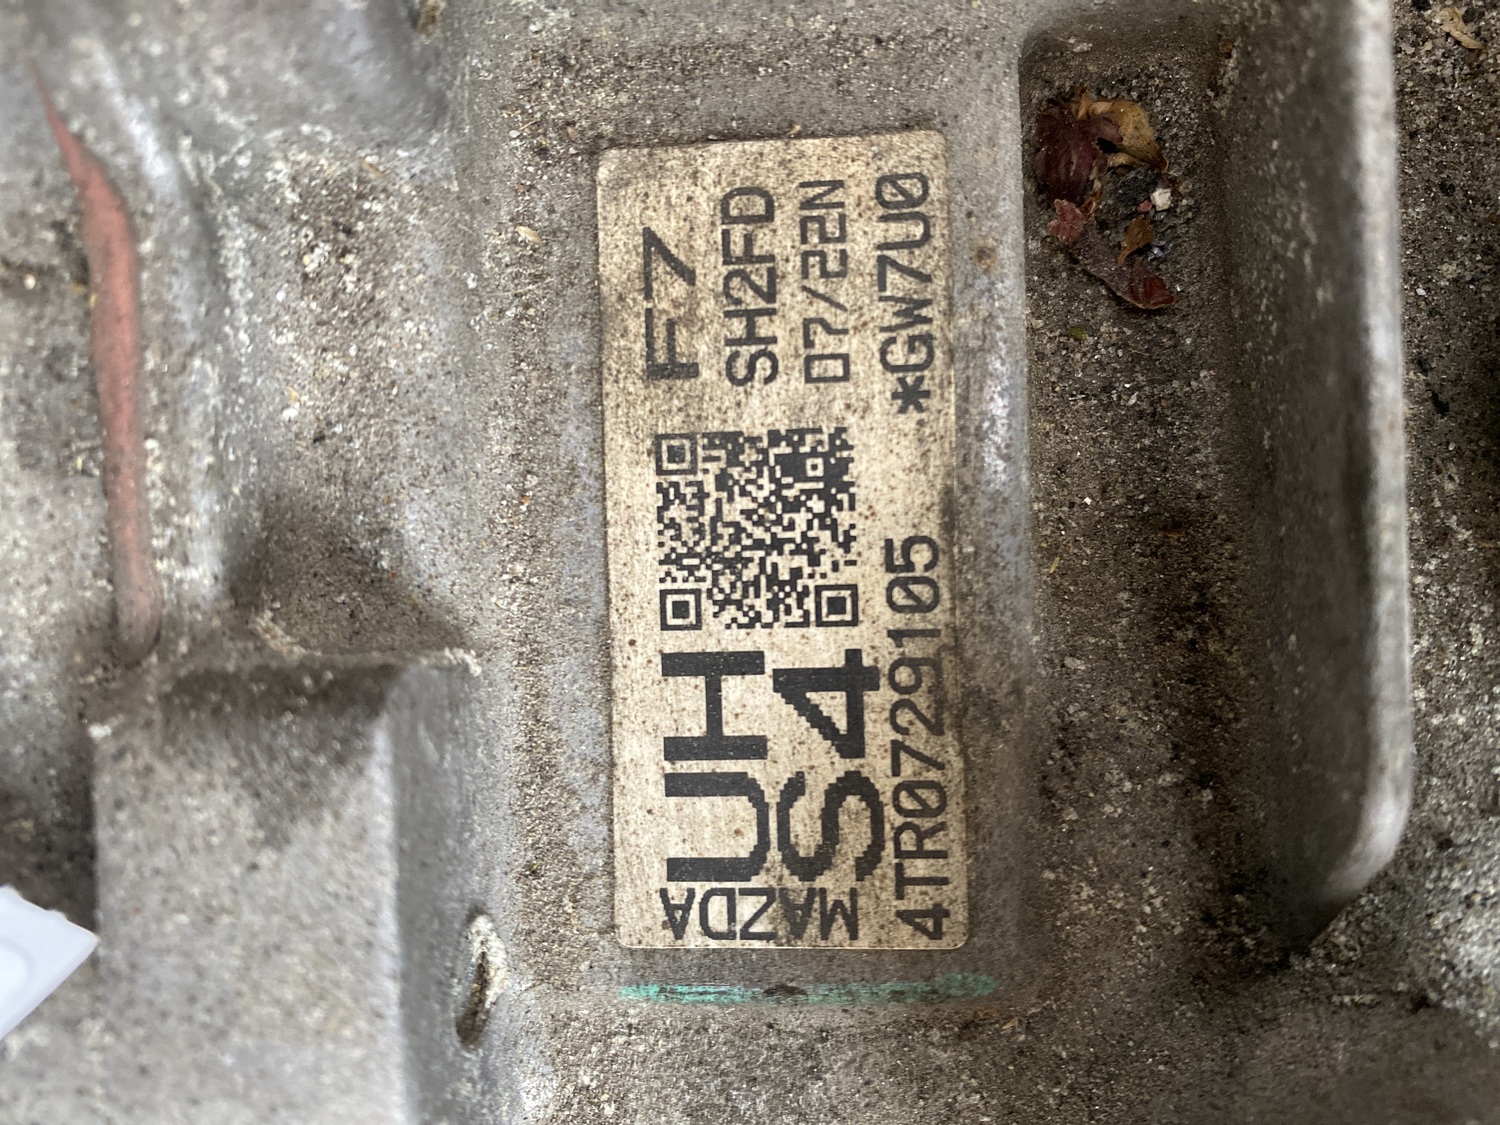 MAZDA
UH
F7
S4
SH2FD
07/22N
4TR0729105
*GW7U0